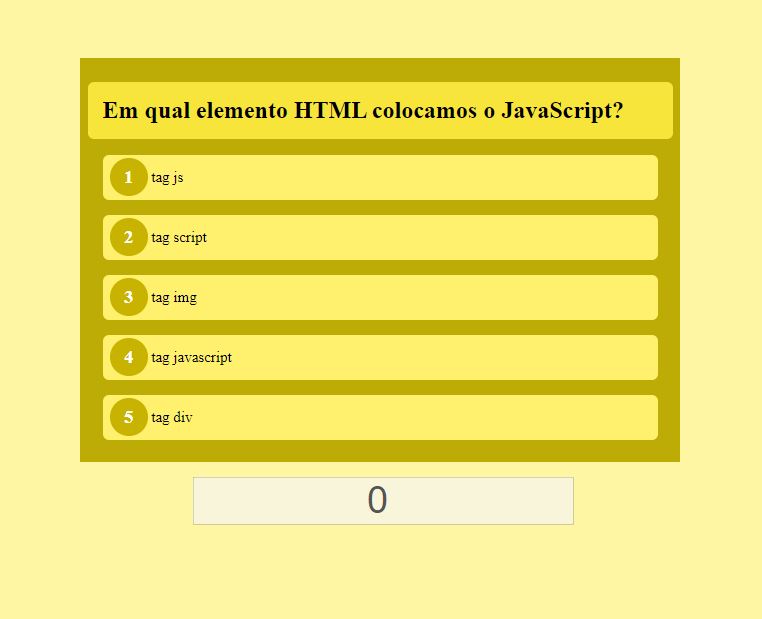 Em qual elemento HTML colocamos o JavaScript?
1 tag js
2 tag script
3 tag img
4 tag javascript
5 tag div
0